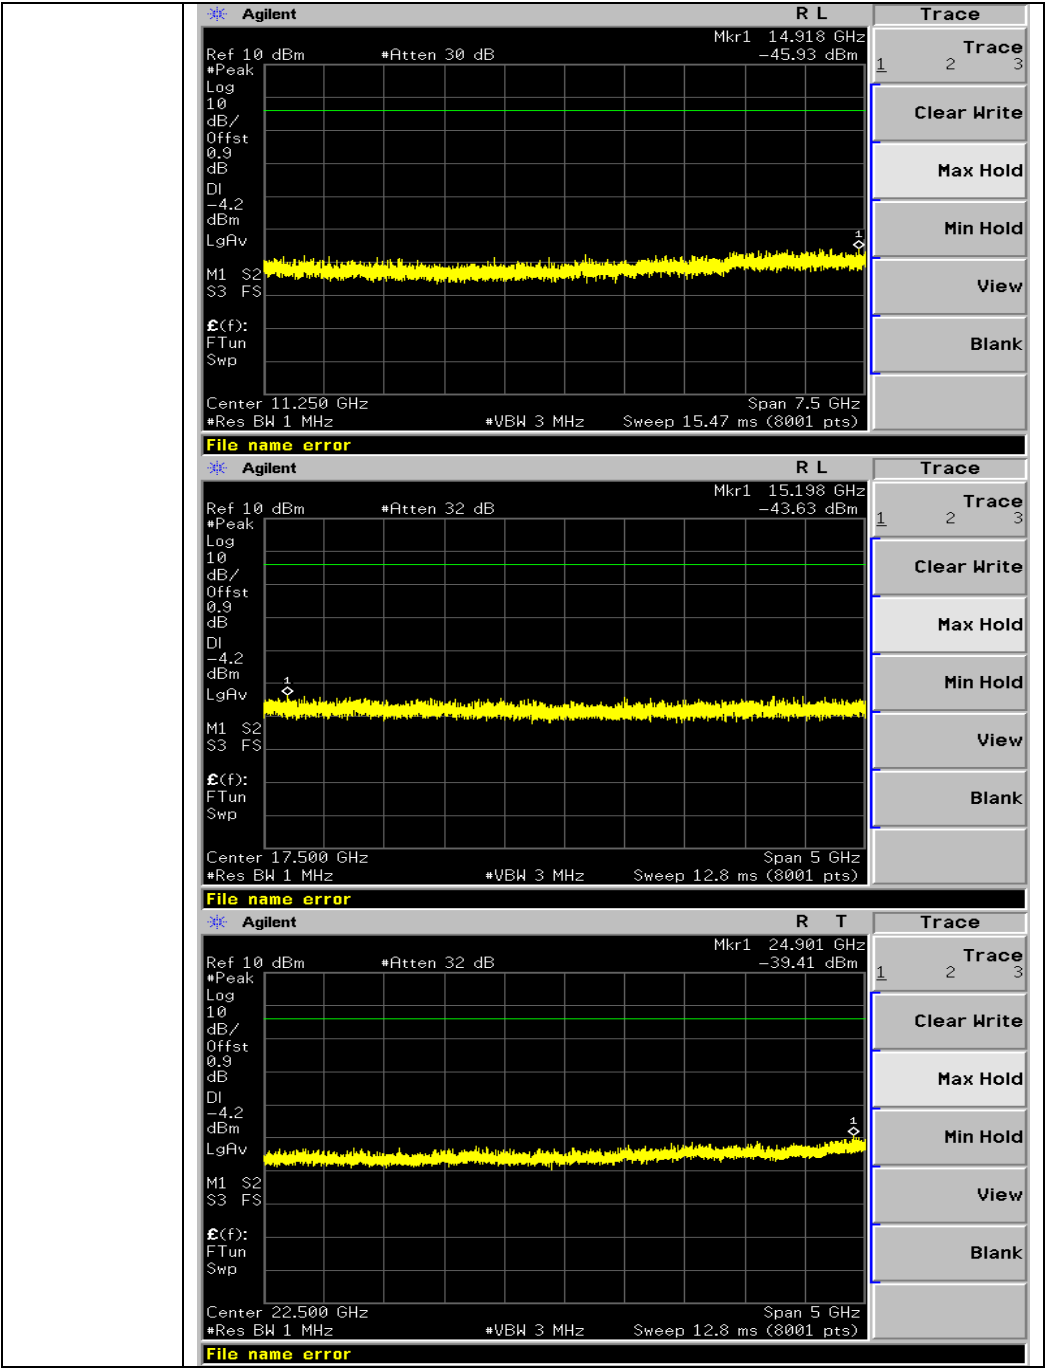 Agilent R L Trace
Mkr1 14.918 GHz
Ref 10 dBm #Atten 30 dB -45.93 dBm
#Peak
Log
10
dB/
Offst
0.9
dB
DI
-4.2
dBm
LgAv
M1 S2
S3 FS
£(f):
FTun
Swp
1
Center 11.250 GHz Span 7.5 GHz
#Res BW 1 MHz #VBW 3 MHz Sweep 15.47 ms (8001 pts)
File name error
Trace
1 2 3
Clear Write
Max Hold
Min Hold
View
Blank
Agilent R L Trace
Mkr1 15.198 GHz
Ref 10 dBm #Atten 32 dB -43.63 dBm
#Peak
Log
10
dB/
Offst
0.9
dB
DI
-4.2
dBm
LgAv
M1 S2
S3 FS
£(f):
FTun
Swp
1
Center 17.500 GHz Span 5 GHz
#Res BW 1 MHz #VBW 3 MHz Sweep 12.8 ms (8001 pts)
File name error
Trace
1 2 3
Clear Write
Max Hold
Min Hold
View
Blank
Agilent R T Trace
Mkr1 24.901 GHz
Ref 10 dBm #Atten 32 dB -39.41 dBm
#Peak
Log
10
dB/
Offst
0.9
dB
DI
-4.2
dBm
LgAv
M1 S2
S3 FS
£(f):
FTun
Swp
1
Center 22.500 GHz Span 5 GHz
#Res BW 1 MHz #VBW 3 MHz Sweep 12.8 ms (8001 pts)
File name error
Trace
1 2 3
Clear Write
Max Hold
Min Hold
View
Blank